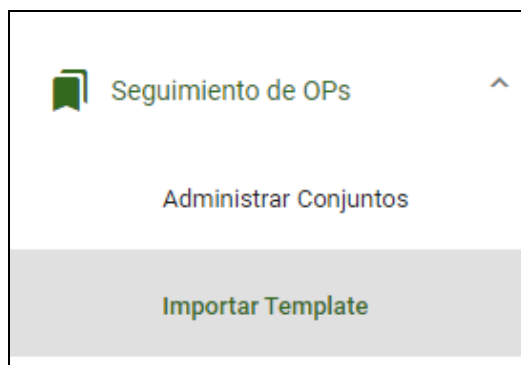 Seguimiento de OPs
Administrar Conjuntos
Importar Template